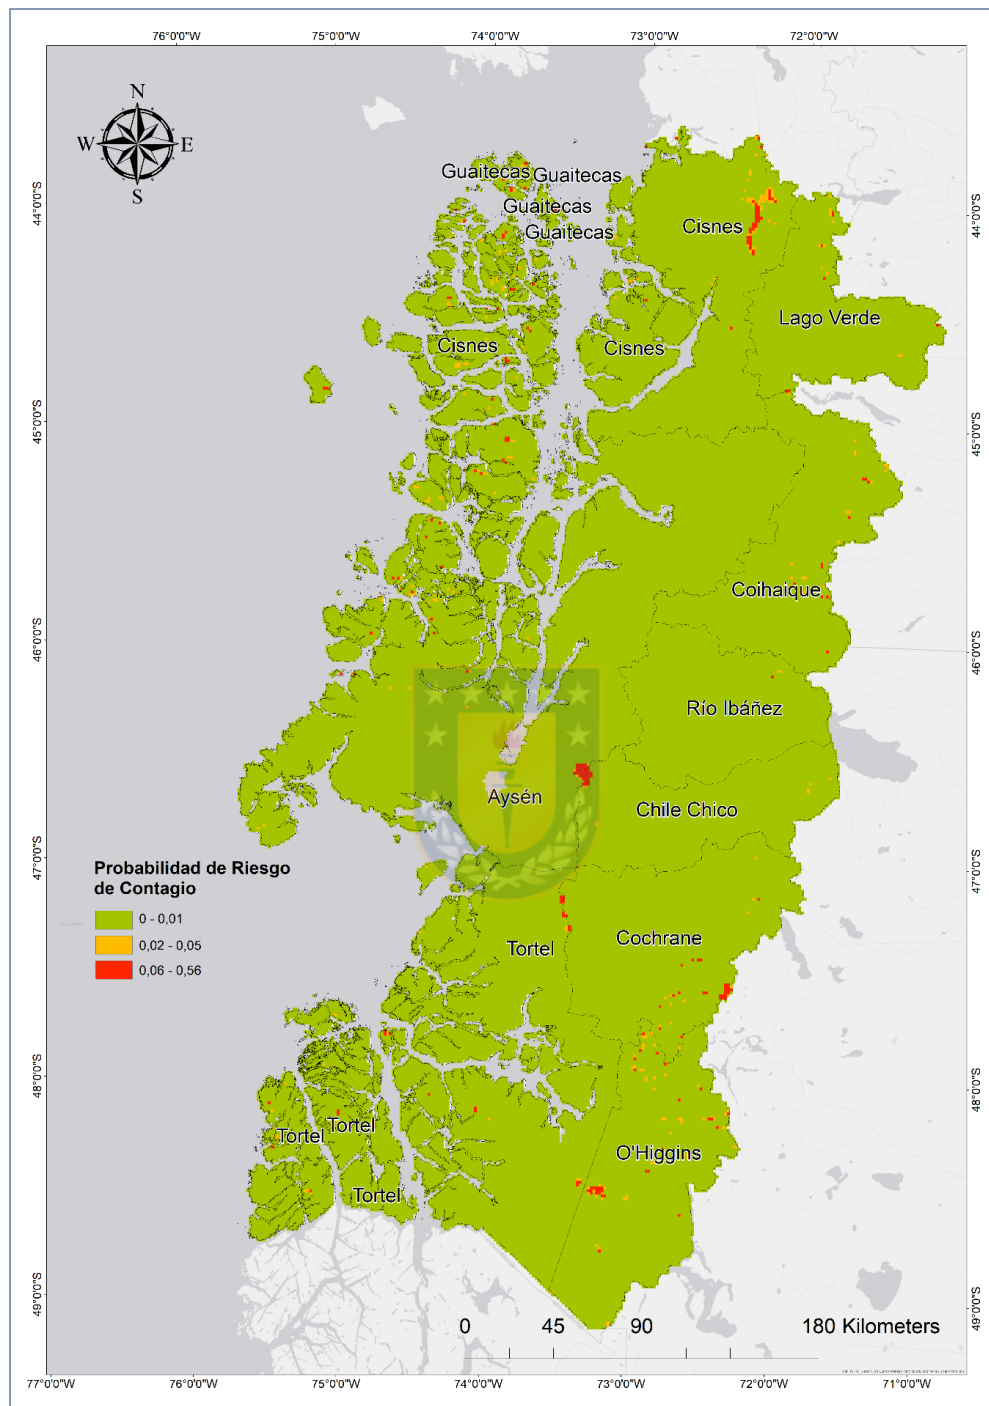 76°0'0"W 75°0'0"W 74°0'0"W 73°0'0"W 72°0'0"W
N
W E
S
44°0'0"S
44°0'0"S
Guaitecas
Guaitecas
Guaitecas
Guaitecas
Cisnes
Lago Verde
Cisnes
Cisnes
45°0'0"S
45°0'0"S
Coihaique
46°0'0"S
46°0'0"S
Río Ibáñez
Aysén
Chile Chico
47°0'0"S
47°0'0"S
Probabilidad de Riesgo
de Contagio
0 - 0,01
0,02 - 0,05
0,06 - 0,56
Tortel
Cochrane
48°0'0"S
48°0'0"S
Tortel
Tortel
O'Higgins
Tortel
49°0'0"S
49°0'0"S
0 45 90 180 Kilometers
77°0'0"W 76°0'0"W 75°0'0"W 74°0'0"W 73°0'0"W 72°0'0"W 71°0'0"W